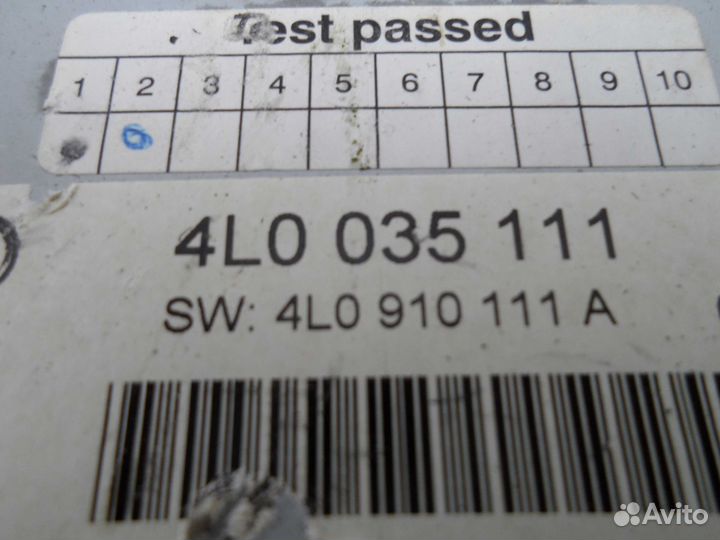 Test passed
1 2 3 4 5 6 7 8 9 10
4L0 035 111
SW: 4L0 910 111 A
Avito